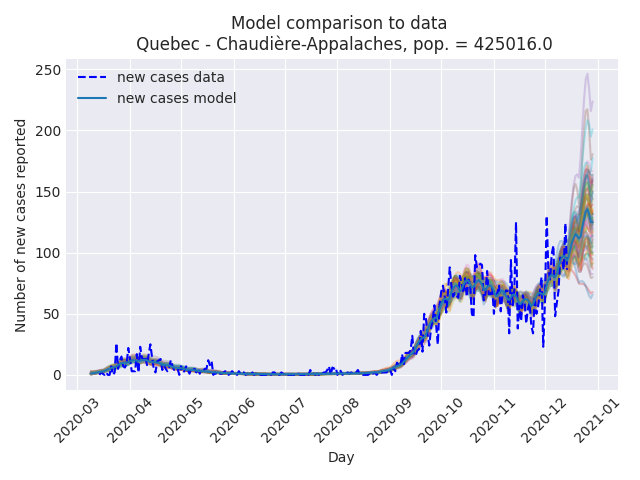 Model comparison to data
Quebec - Chaudière-Appalaches, pop. = 425016.0
new cases data
new cases model
Number of new cases reported
250
200
150
100
50
0
2020-03
2020-04
2020-05
2020-06
2020-07
2020-08
2020-09
2020-10
2020-11
2020-12
2021-01
Day